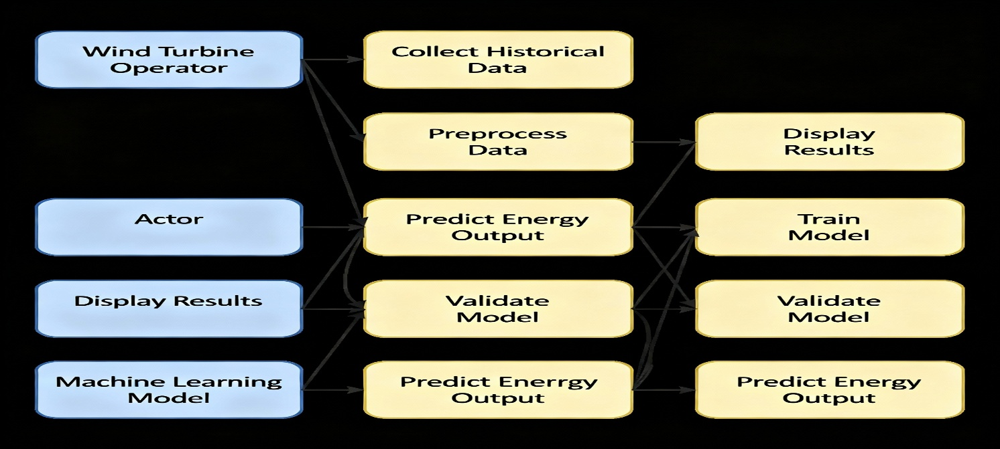 Wind Turbine
Operator
Collect Historical
Data
Preprocess
Data
Display
Results
Actor
Predict Energy
Output
Train
Model
Display Results
Validate
Model
Validate
Model
Machine Learning
Model
Predict Enerrgy
Output
Predict Energy
Output